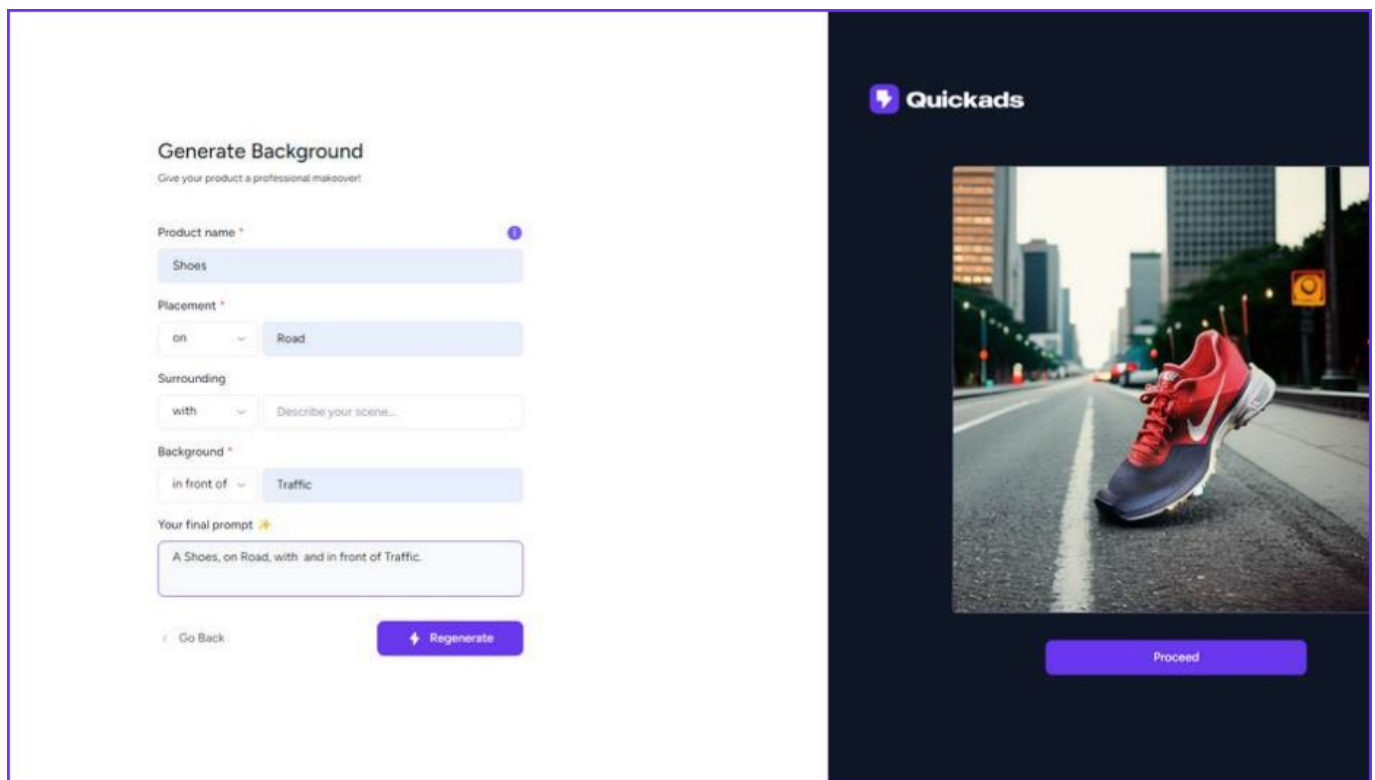 Generate Background
Give your product a professional makeover!
Product name *
Shoes
Placement *
on
Road
Surrounding
with
Describe your scene...
Background *
in front of
Traffic
Your final prompt ✨
A Shoes, on Road, with  and in front of Traffic.
Go Back
Regenerate
Quickads
Proceed